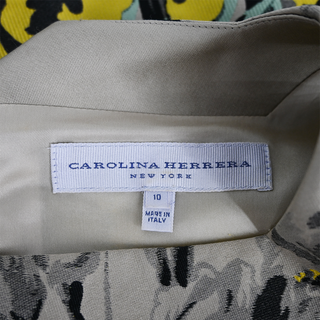 CAROLINA HERRERA
NEW YORK
10
MADE IN
ITALY